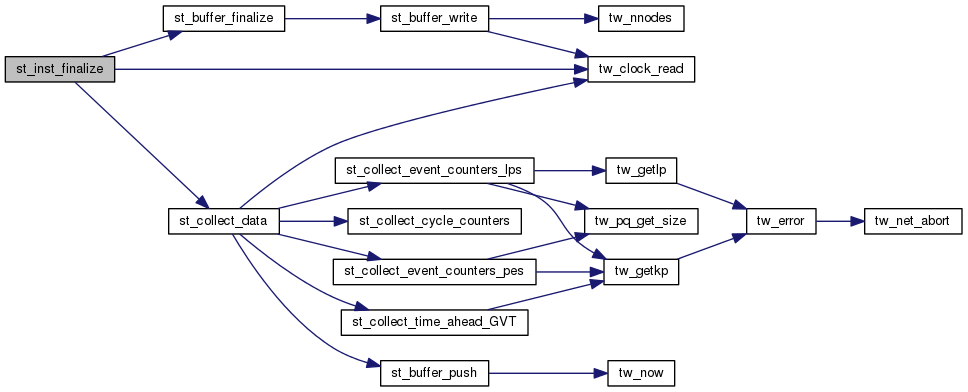 st_inst_finalize
st_buffer_finalize
st_buffer_write
tw_nnodes
tw_clock_read
st_collect_data
st_collect_event_counters_lps
tw_getlp
st_collect_cycle_counters
tw_pq_get_size
tw_error
tw_net_abort
st_collect_event_counters_pes
tw_getkp
st_collect_time_ahead_GVT
st_buffer_push
tw_now